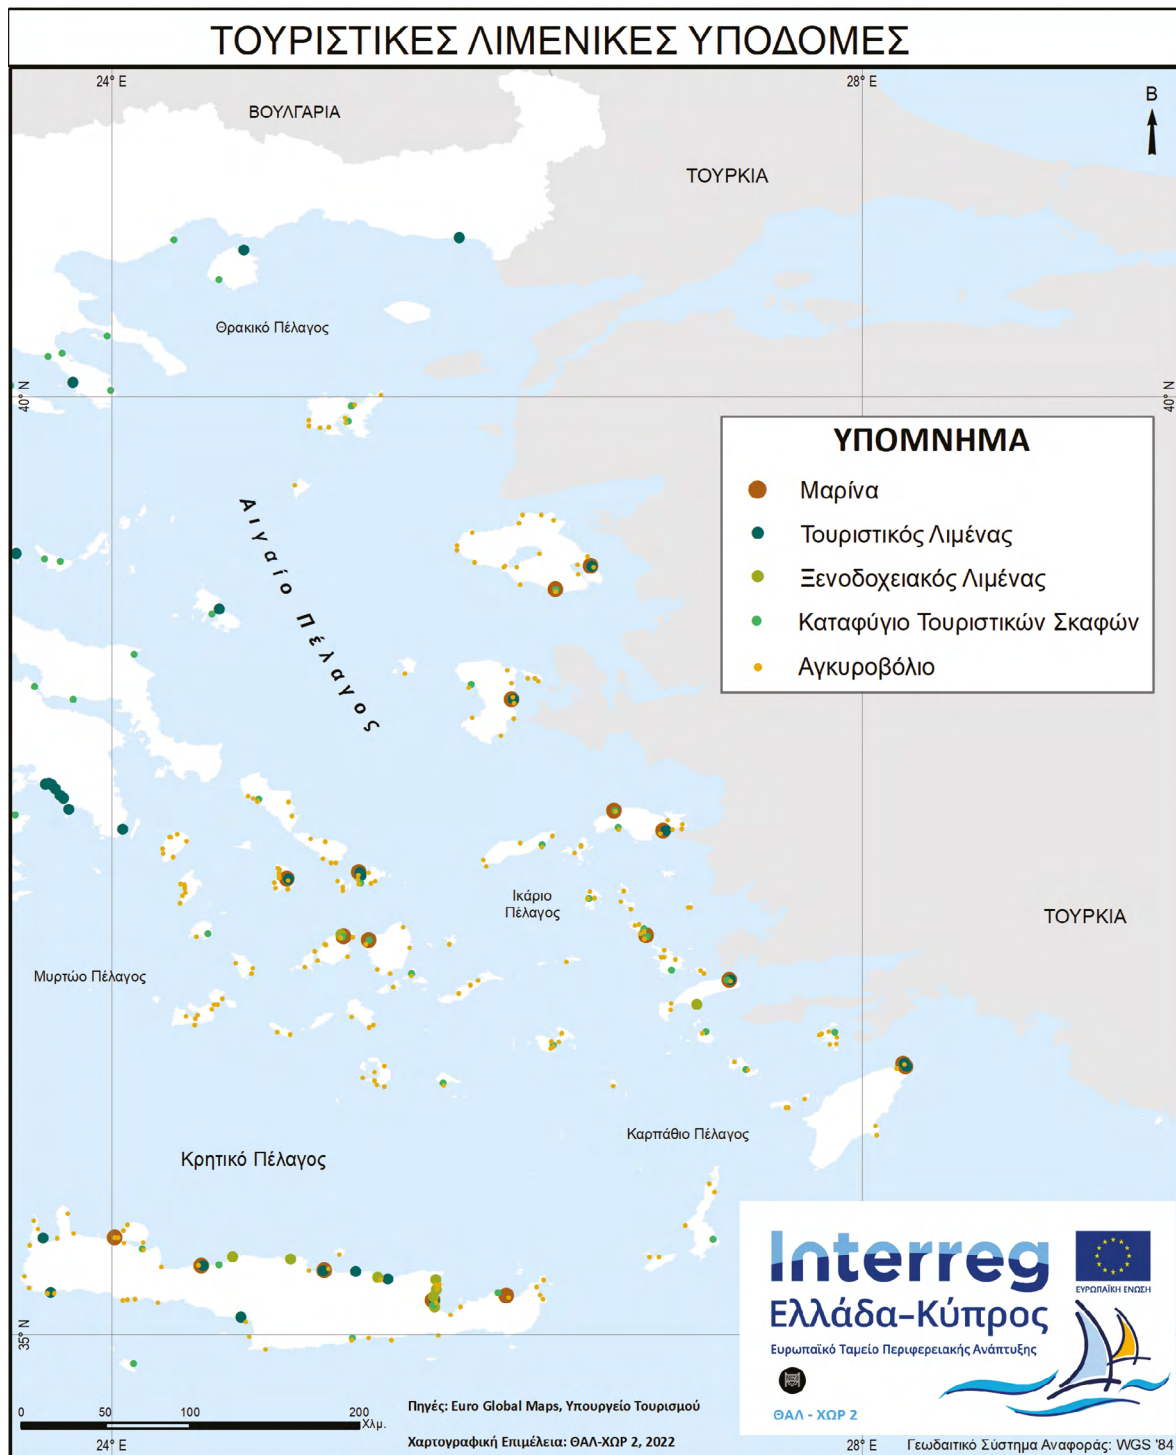 ΤΟΥΡΙΣΤΙΚΕΣ ΛΙΜΕΝΙΚΕΣ ΥΠΟΔΟΜΕΣ
24° E
28° E
ΒΟΥΛΓΑΡΙΑ
Β
ΤΟΥΡΚΙΑ
Θρακικό Πέλαγος
40° N
40° N
ΥΠΟΜΝΗΜΑ
Μαρίνα
Τουριστικός Λιμένας
Ξενοδοχειακός Λιμένας
Καταφύγιο Τουριστικών Σκαφών
Αγκυροβόλιο
Αιγαίο Πέλαγος
Ικάριο
Πέλαγος
ΤΟΥΡΚΙΑ
Μυρτώο Πέλαγος
Καρπάθιο Πέλαγος
Κρητικό Πέλαγος
Interreg
ΕΥΡΩΠΑΪΚΗ ΕΝΩΣΗ
Ελλάδα-Κύπρος
Ευρωπαϊκό Ταμείο Περιφερειακής Ανάπτυξης
ΘΑΛ - ΧΩΡ 2
35° N
0 50 100 200
Χλμ.
Πηγές: Euro Global Maps, Υπουργείο Τουρισμού
Χαρτογραφική Επιμέλεια: ΘΑΛ-ΧΩΡ 2, 2022
24° E
28° E
Γεωδαιτικό Σύστημα Αναφοράς: WGS '84